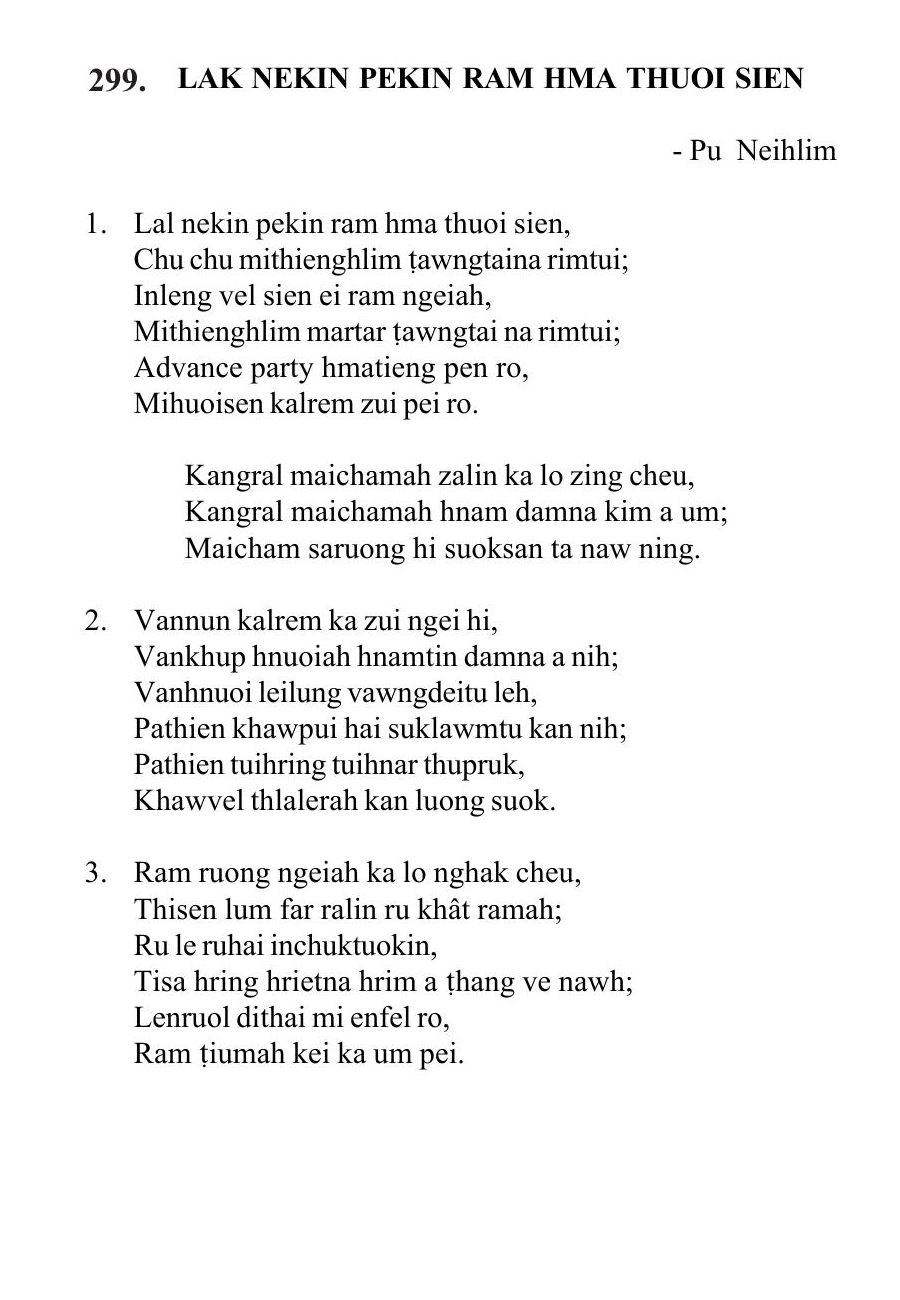 299. LAK NEKIN PEKIN RAM HMA THUOI SIEN
- Pu Neihlim
1. Lal nekin pekin ram hma thuoi sien,
Chu chu mithienghlim ṭawngtaina rimtui;
Inleng vel sien ei ram ngeiah,
Mithienghlim martar ṭawngtai na rimtui;
Advance party hmatieng pen ro,
Mihuoisen kalrem zui pei ro.
Kangral maichamah zalin ka lo zing cheu,
Kangral maichamah hnam damna kim a um;
Maicham saruong hi suoksan ta naw ning.
2. Vannun kalrem ka zui ngei hi,
Vankhup hnuoiah hnamtin damna a nih;
Vanhnuoi leilung vawngdeitu leh,
Pathien khawpui hai suklawmtu kan nih;
Pathien tuihring tuihnar thupruk,
Khawvel thlalerah kan luong suok.
3. Ram ruong ngeiah ka lo nghak cheu,
Thisen lum far ralin ru khât ramah;
Ru le ruhai inchuktuokin,
Tisa hring hrietna hrim a ṭhang ve nawh;
Lenruol dithai mi enfel ro,
Ram ṭiumah kei ka um pei.